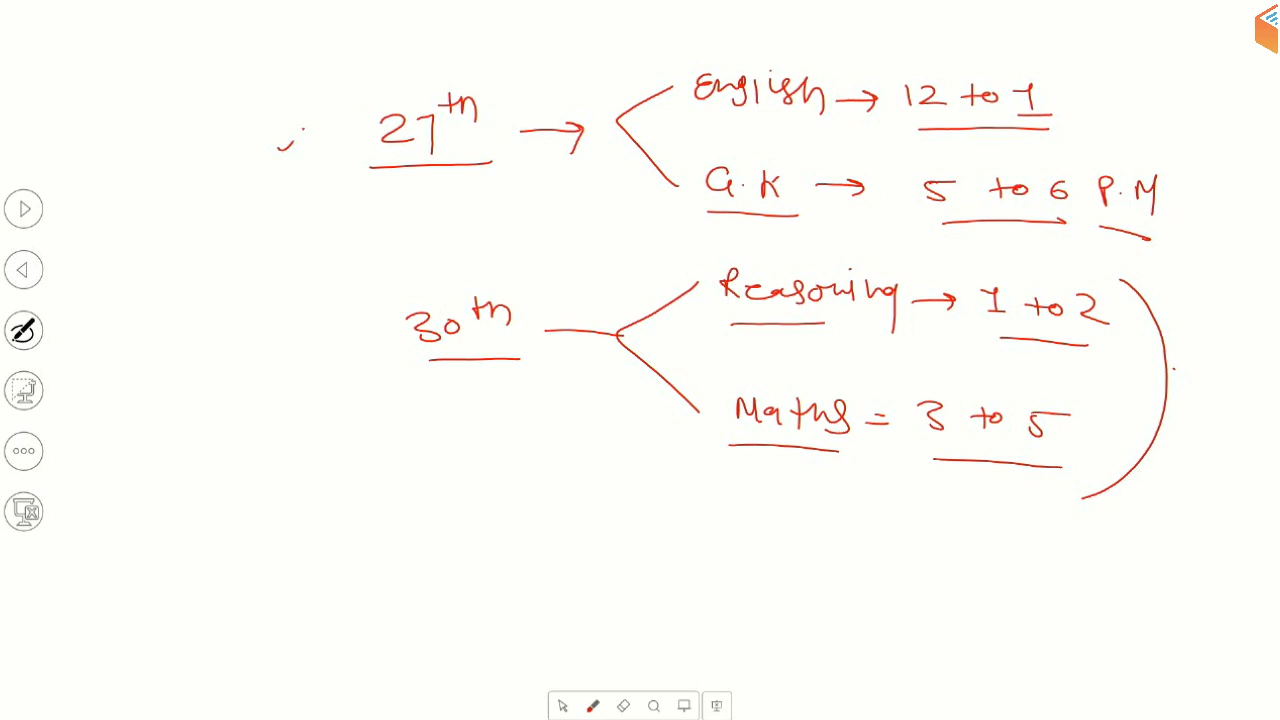 27th → English → 12 to 1
G.K → 5 to 6 P.M
30th Reasoning → 1 to 2
Maths = 3 to 5